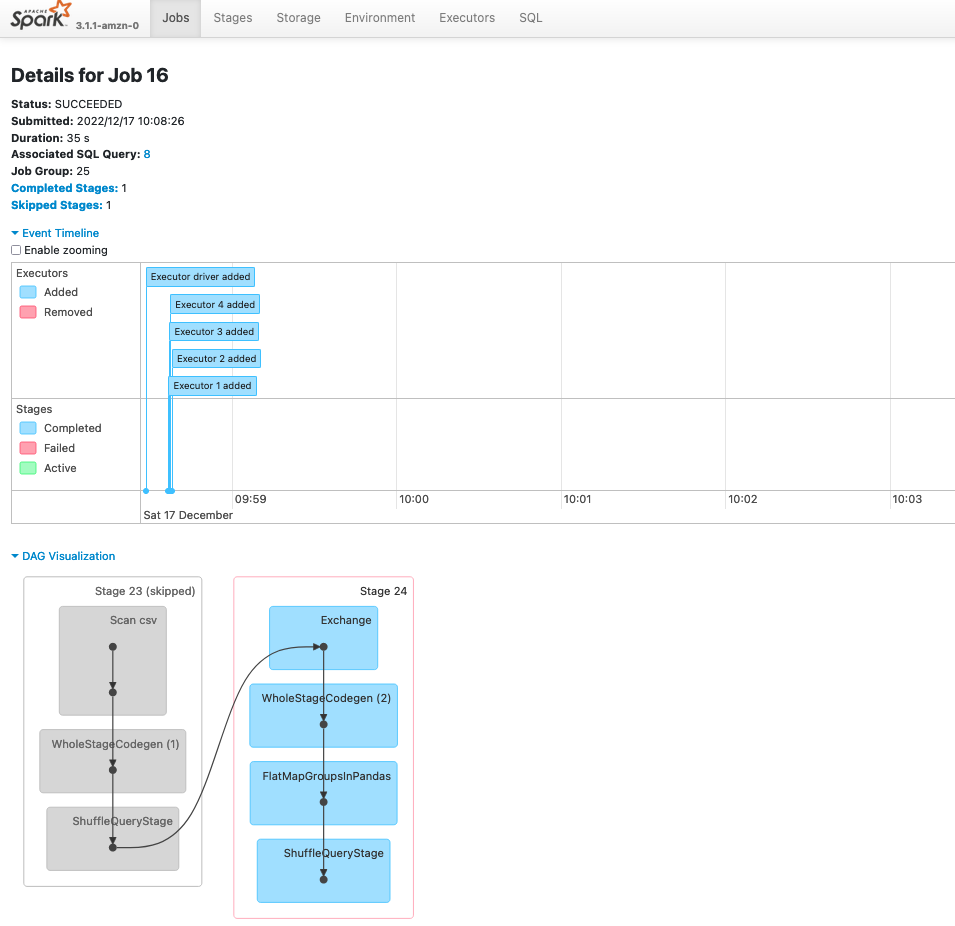 APACHE
Spark 3.1.1-amzn-0 Jobs Stages Storage Environment Executors SQL
Details for Job 16
Status: SUCCEEDED
Submitted: 2022/12/17 10:08:26
Duration: 35 s
Associated SQL Query: 8
Job Group: 25
Completed Stages: 1
Skipped Stages: 1
Event Timeline
Enable zooming
Executors
Added
Removed
Executor driver added
Executor 4 added
Executor 3 added
Executor 2 added
Executor 1 added
Stages
Completed
Failed
Active
09:59 10:00 10:01 10:02 10:03
Sat 17 December
DAG Visualization
Stage 23 (skipped)
Scan csv
WholeStageCodegen (1)
ShuffleQueryStage
Stage 24
Exchange
WholeStageCodegen (2)
FlatMapGroupsInPandas
ShuffleQueryStage